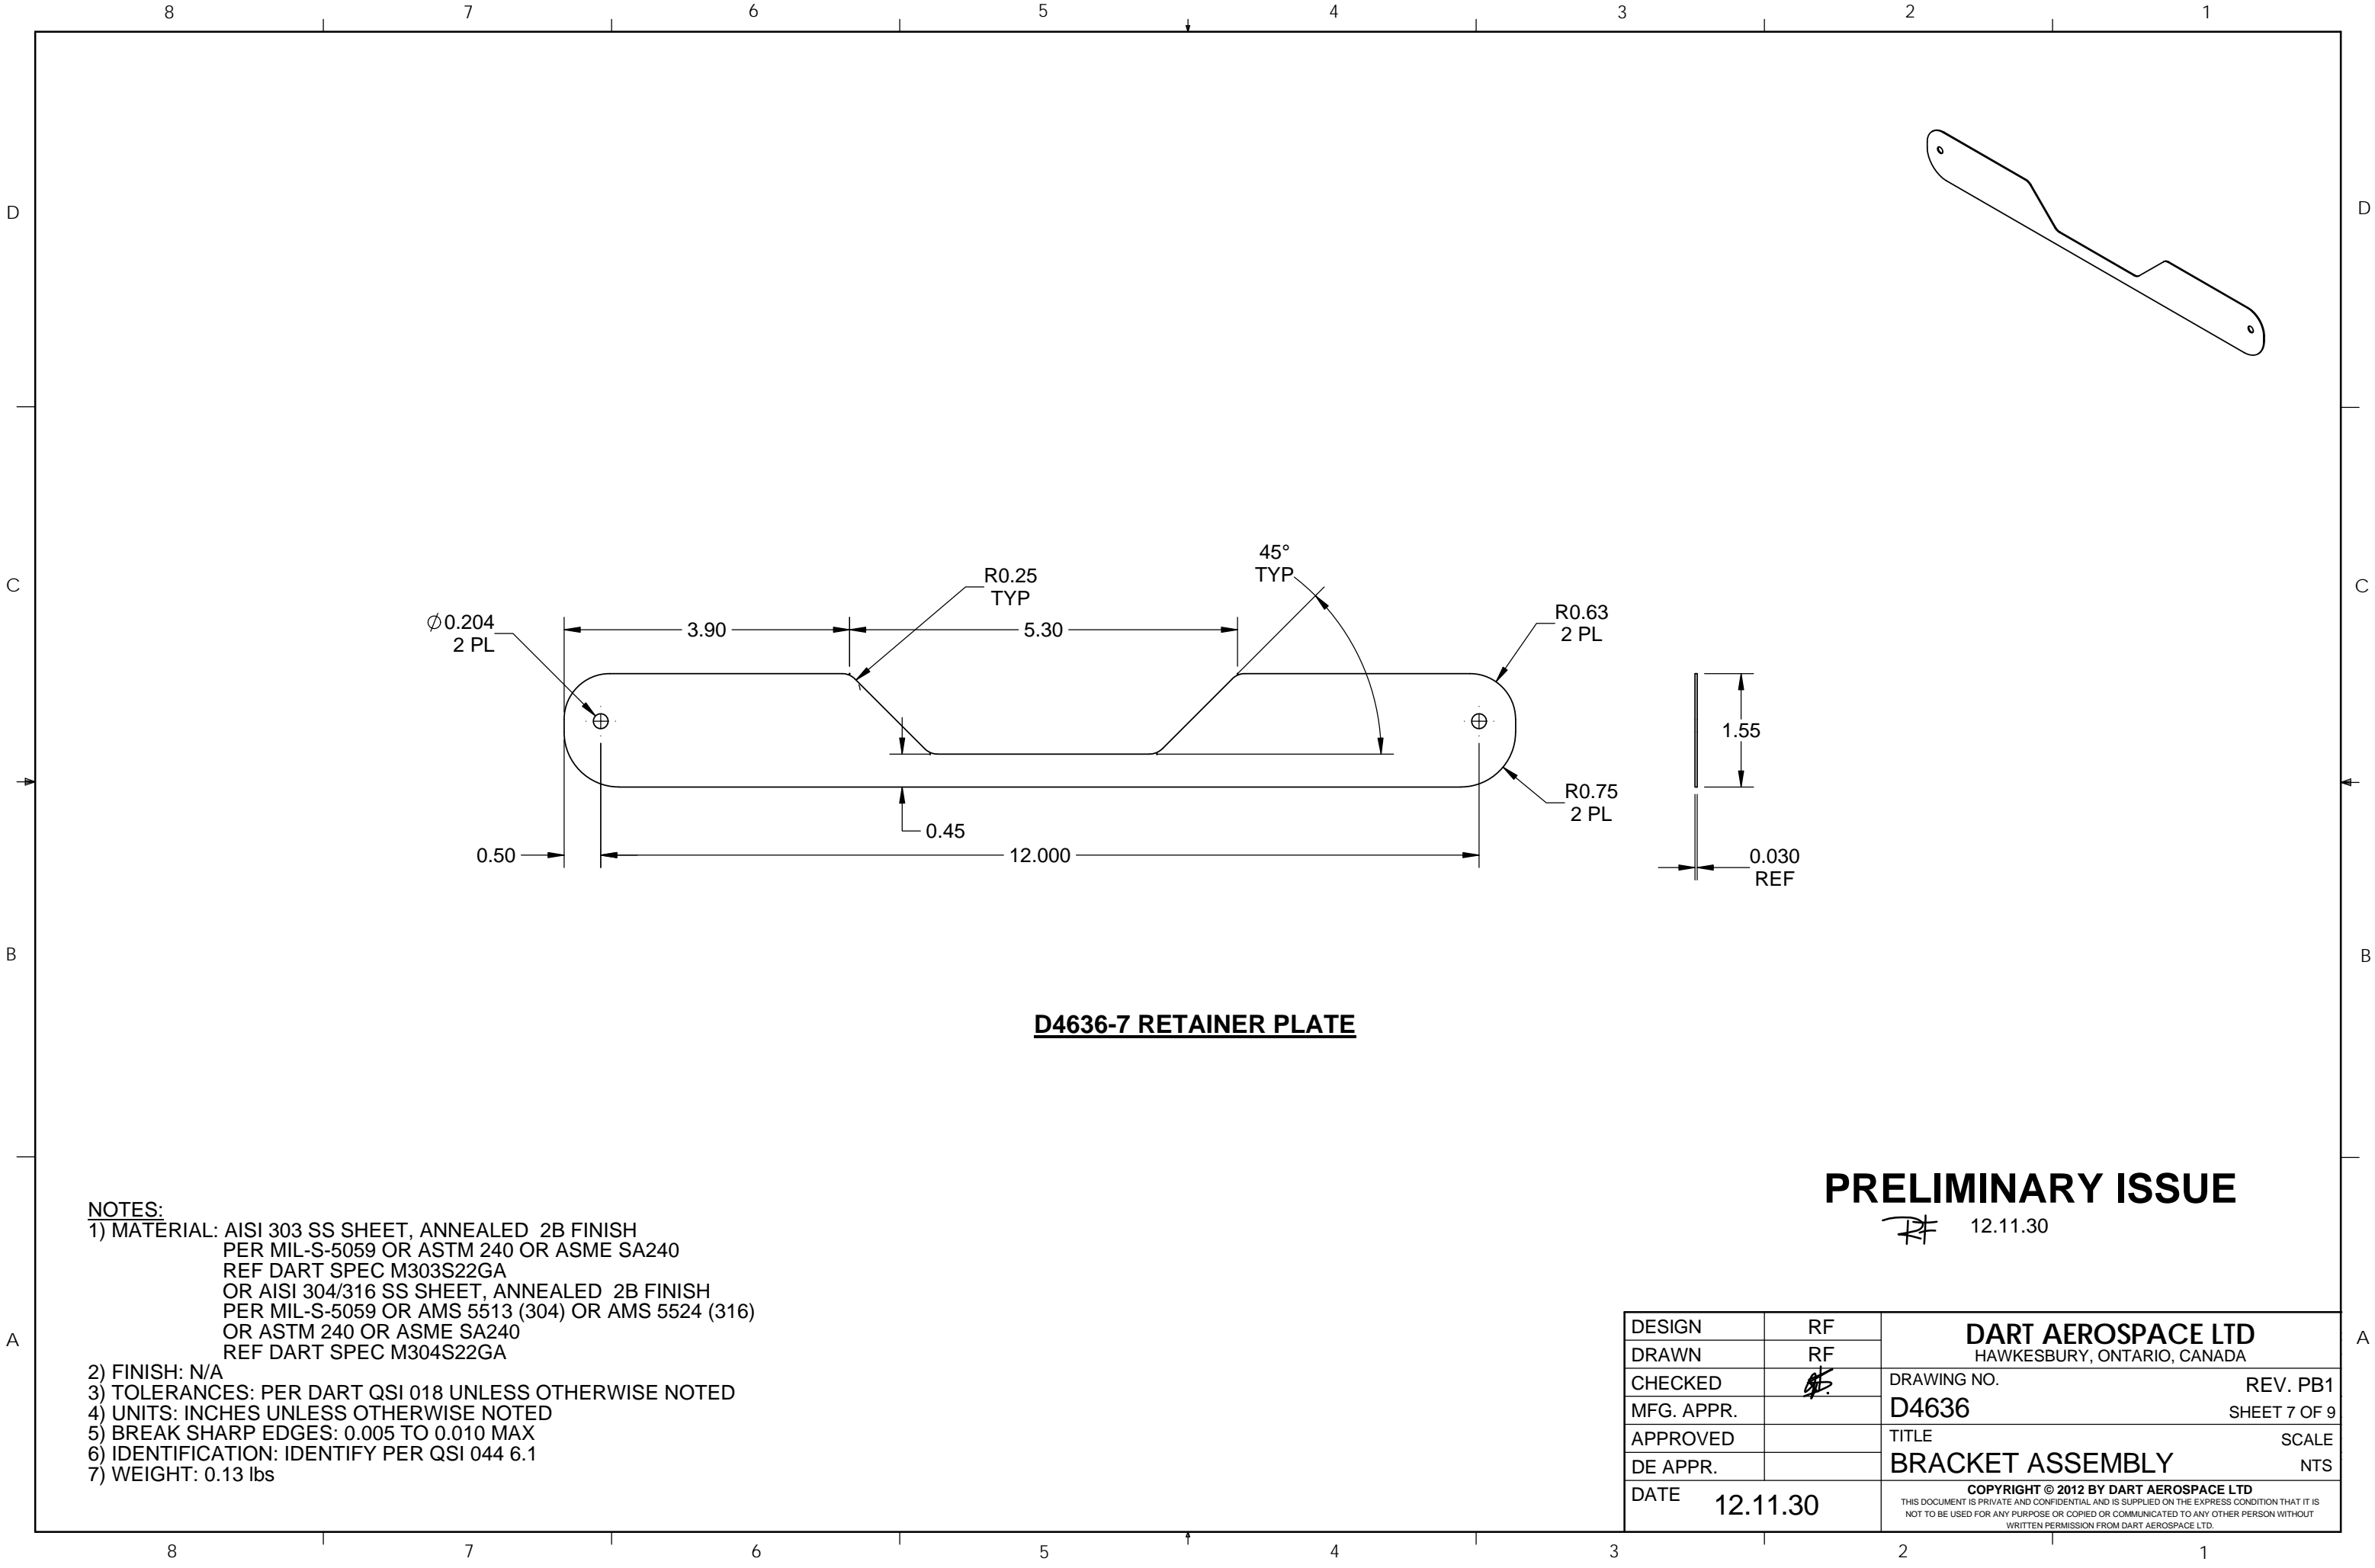 8 7 6 5 4 3 2 1
D
D
C
C
B
B
A
A
45°
TYP
R0.25
TYP
Ø0.204
2 PL
3.90
5.30
R0.63
2 PL
1.55
R0.75
2 PL
0.45
0.50
12.000
0.030
REF
D4636-7 RETAINER PLATE
PRELIMINARY ISSUE
RF 12.11.30
NOTES:
1) MATERIAL: AISI 303 SS SHEET, ANNEALED 2B FINISH
PER MIL-S-5059 OR ASTM 240 OR ASME SA240
REF DART SPEC M303S22GA
OR AISI 304/316 SS SHEET, ANNEALED 2B FINISH
PER MIL-S-5059 OR AMS 5513 (304) OR AMS 5524 (316)
OR ASTM 240 OR ASME SA240
REF DART SPEC M304S22GA
2) FINISH: N/A
3) TOLERANCES: PER DART QSI 018 UNLESS OTHERWISE NOTED
4) UNITS: INCHES UNLESS OTHERWISE NOTED
5) BREAK SHARP EDGES: 0.005 TO 0.010 MAX
6) IDENTIFICATION: IDENTIFY PER QSI 044 6.1
7) WEIGHT: 0.13 lbs
DESIGN RF
DRAWN RF
CHECKED
MFG. APPR.
APPROVED
DE APPR.
DATE 12.11.30
DART AEROSPACE LTD
HAWKESBURY, ONTARIO, CANADA
DRAWING NO. REV. PB1
D4636 SHEET 7 OF 9
TITLE SCALE
BRACKET ASSEMBLY NTS
COPYRIGHT © 2012 BY DART AEROSPACE LTD
THIS DOCUMENT IS PRIVATE AND CONFIDENTIAL AND IS SUPPLIED ON THE EXPRESS CONDITION THAT IT IS
NOT TO BE USED FOR ANY PURPOSE OR COPIED OR COMMUNICATED TO ANY OTHER PERSON WITHOUT
WRITTEN PERMISSION FROM DART AEROSPACE LTD.
8 7 6 5 4 3 2 1